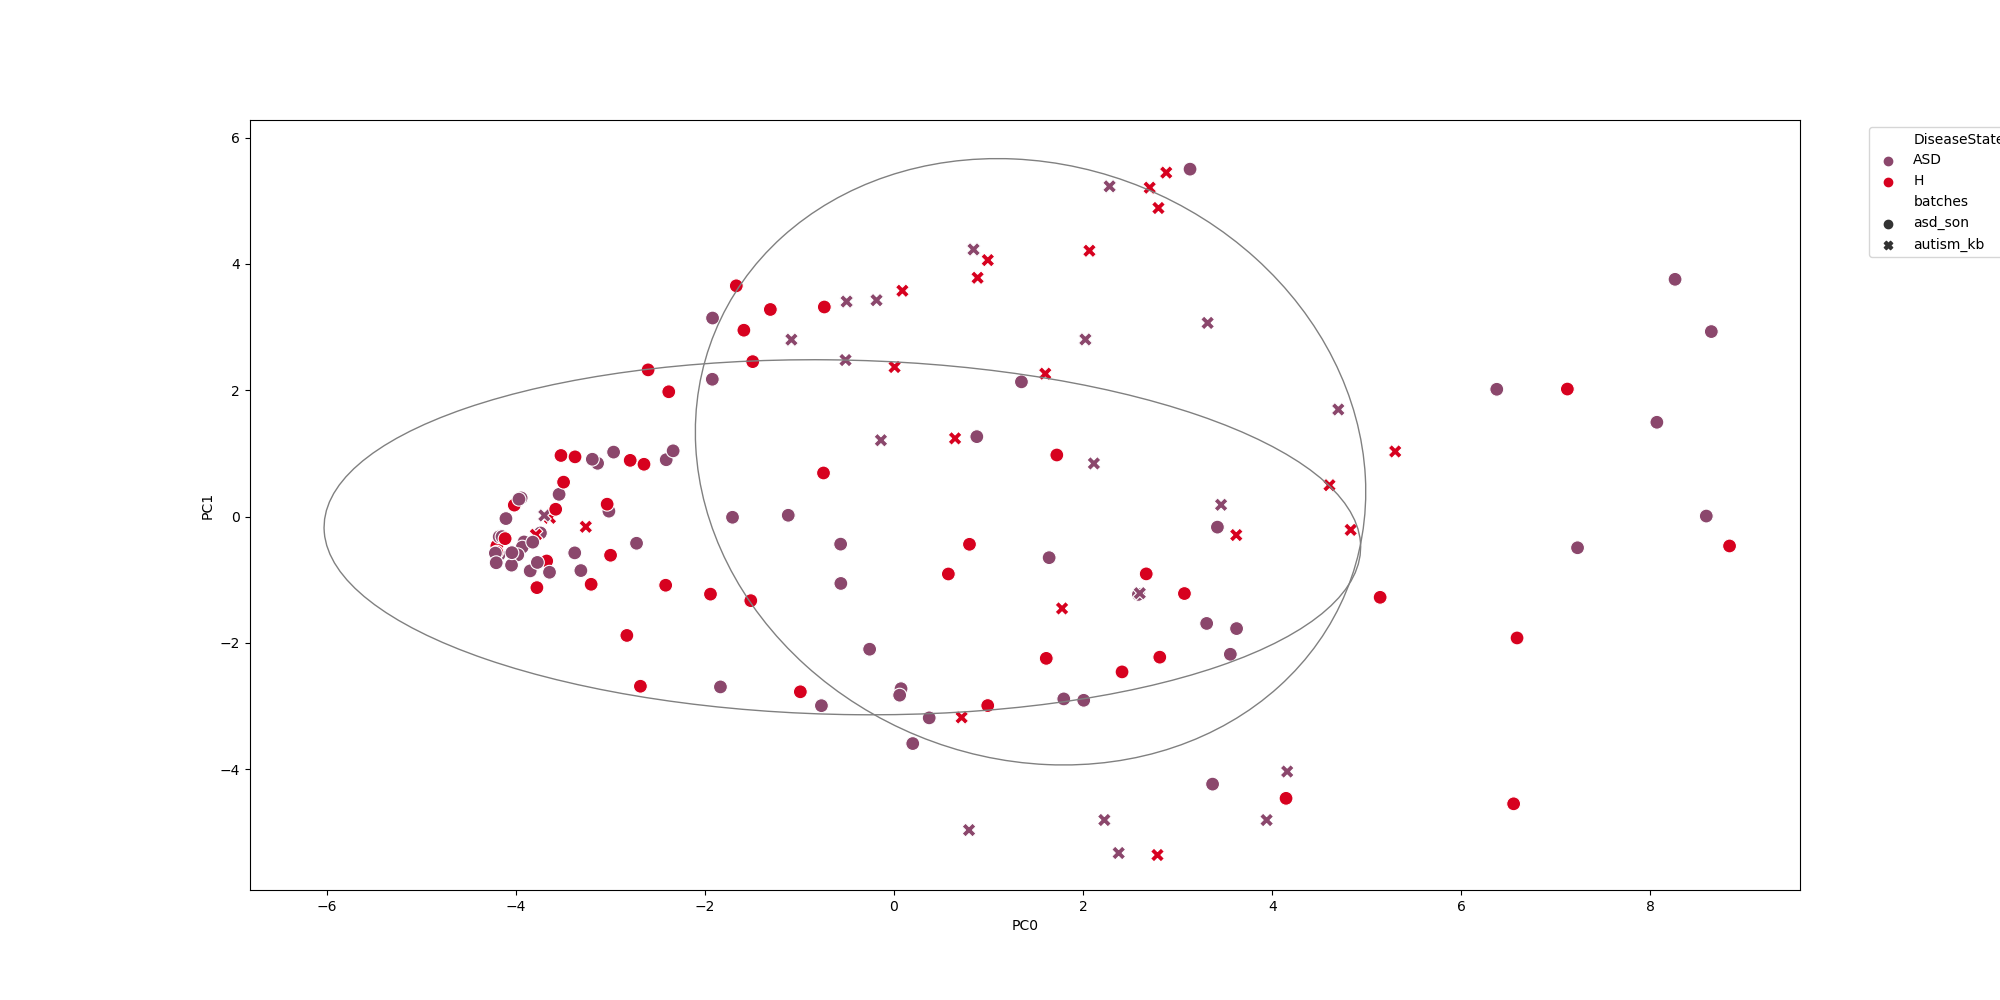 DiseaseState
ASD
H
batches
asd_son
autism_kb
6
4
2
0
−2
−4
PC1
−6
−4
−2
0
2
4
6
8
PC0